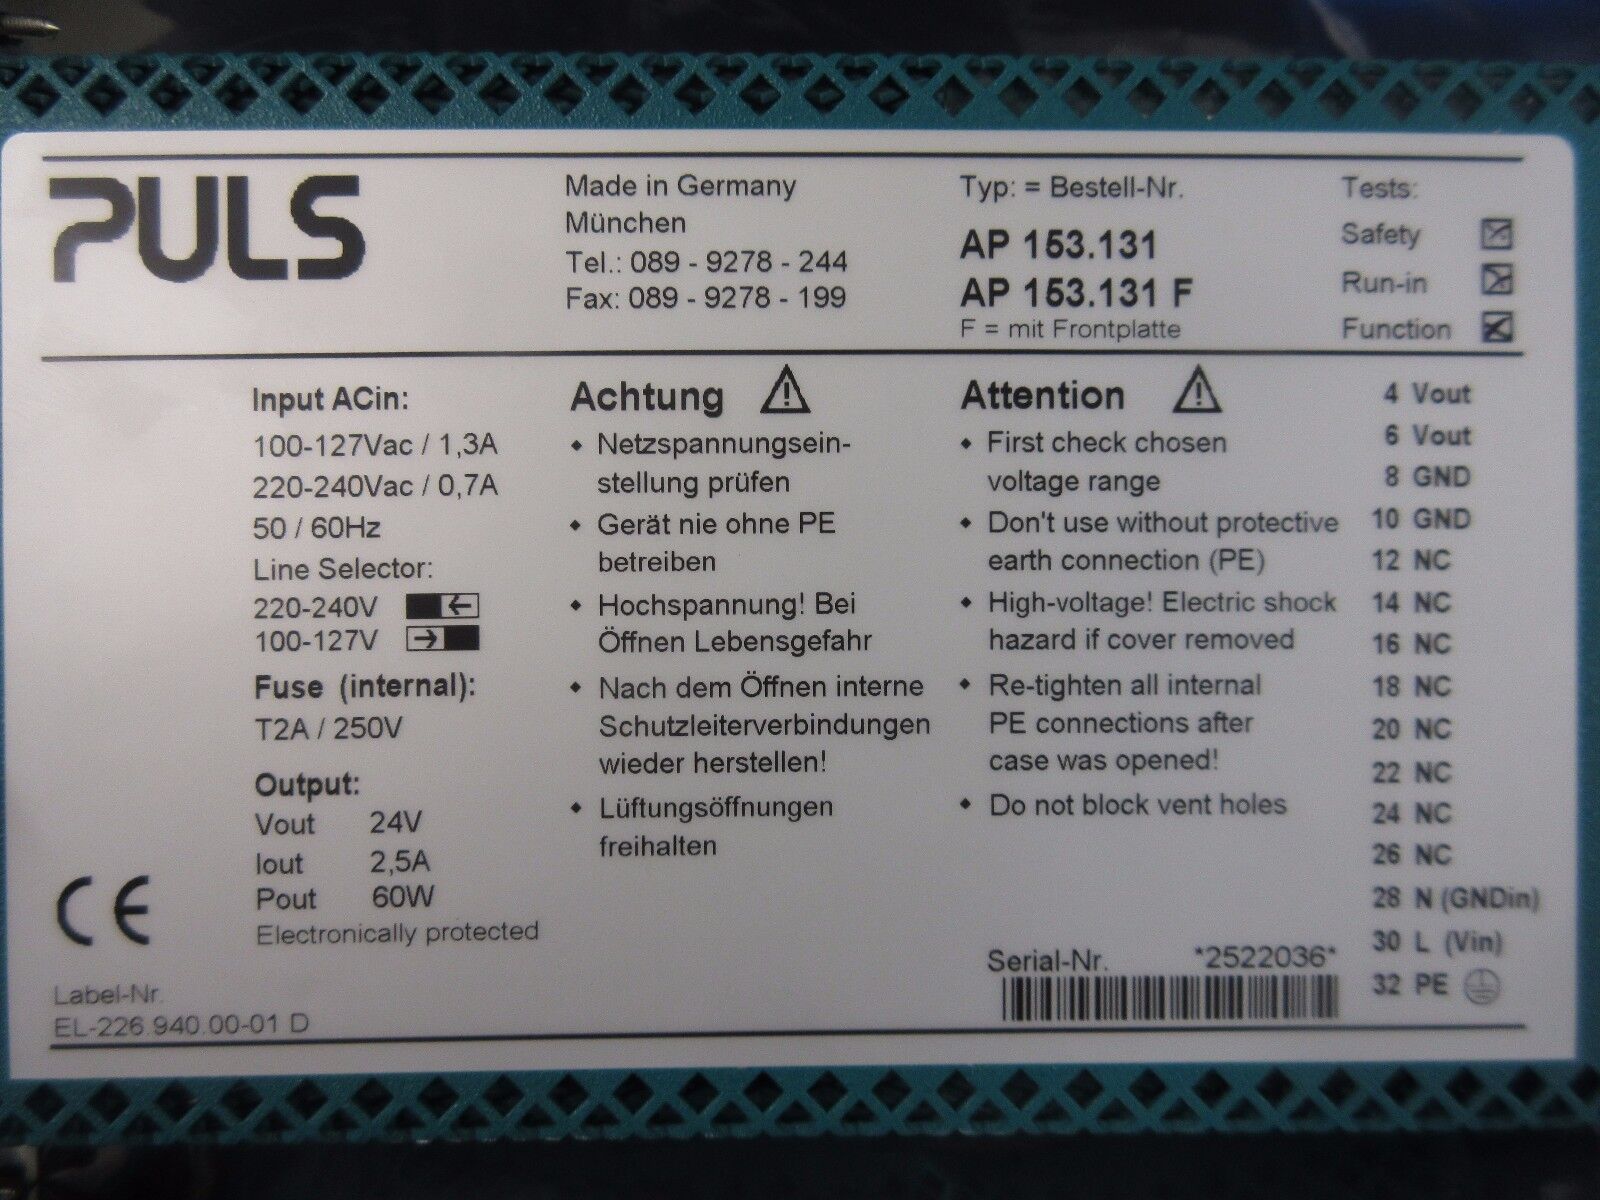 PULS
Made in Germany
München
Tel.: 089 - 9278 - 244
Fax: 089 - 9278 - 199
Typ: = Bestell-Nr.
AP 153.131
AP 153.131 F
F = mit Frontplatte
Tests:
Safety
Run-in
Function
Input ACin:
100-127Vac / 1,3A
220-240Vac / 0,7A
50 / 60Hz
Line Selector:
220-240V ←
100-127V →
Fuse (internal):
T2A / 250V
Output:
Vout 24V
Iout 2,5A
Pout 60W
Electronically protected
CE
Label-Nr.
EL-226.940.00-01 D
Achtung
• Netzspannungsein-
stellung prüfen
• Gerät nie ohne PE
betreiben
• Hochspannung! Bei
Öffnen Lebensgefahr
• Nach dem Öffnen interne
Schutzleiterverbindungen
wieder herstellen!
• Lüftungsöffnungen
freihalten
Attention
• First check chosen
voltage range
• Don't use without protective
earth connection (PE)
• High-voltage! Electric shock
hazard if cover removed
• Re-tighten all internal
PE connections after
case was opened!
• Do not block vent holes
Serial-Nr. *2522036*
4 Vout
6 Vout
8 GND
10 GND
12 NC
14 NC
16 NC
18 NC
20 NC
22 NC
24 NC
26 NC
28 N (GNDin)
30 L (Vin)
32 PE